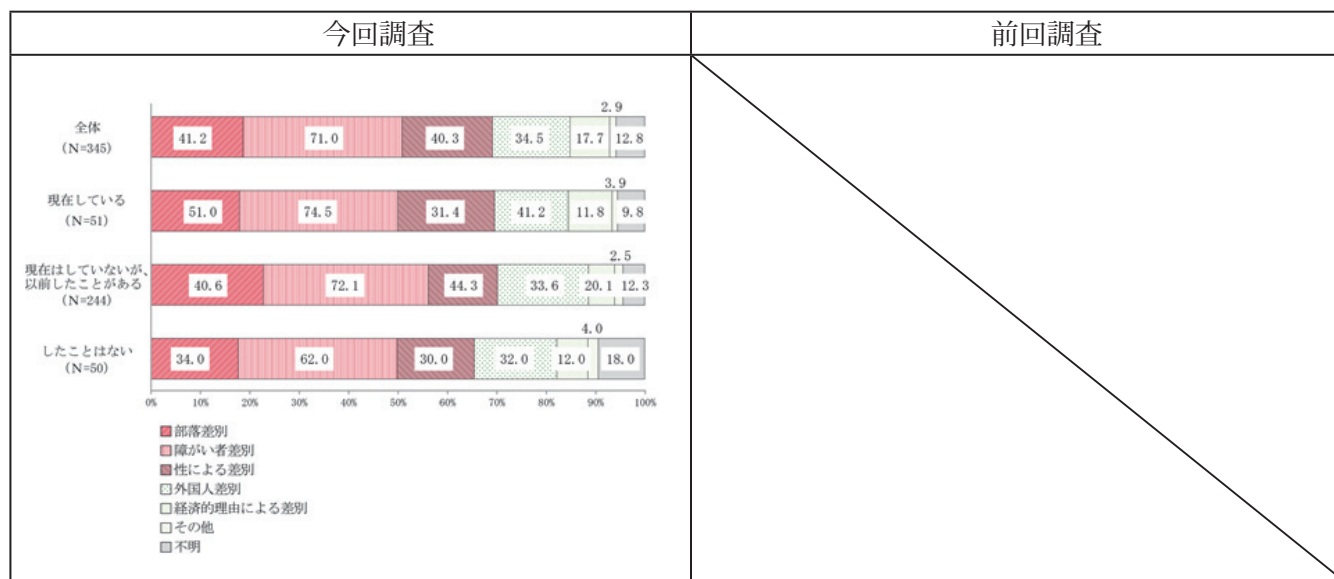 今回調査
前回調査
2.9
全体
(N=345)
41.2 71.0 40.3 34.5 17.7 12.8
3.9
現在している
(N=51)
51.0 74.5 31.4 41.2 11.8 9.8
2.5
現在はしていないが、
以前したことがある
(N=244)
40.6 72.1 44.3 33.6 20.1 12.3
4.0
したことはない
(N=50)
34.0 62.0 30.0 32.0 12.0 18.0
0% 10% 20% 30% 40% 50% 60% 70% 80% 90% 100%
部落差別
障がい者差別
性による差別
外国人差別
経済的理由による差別
その他
不明